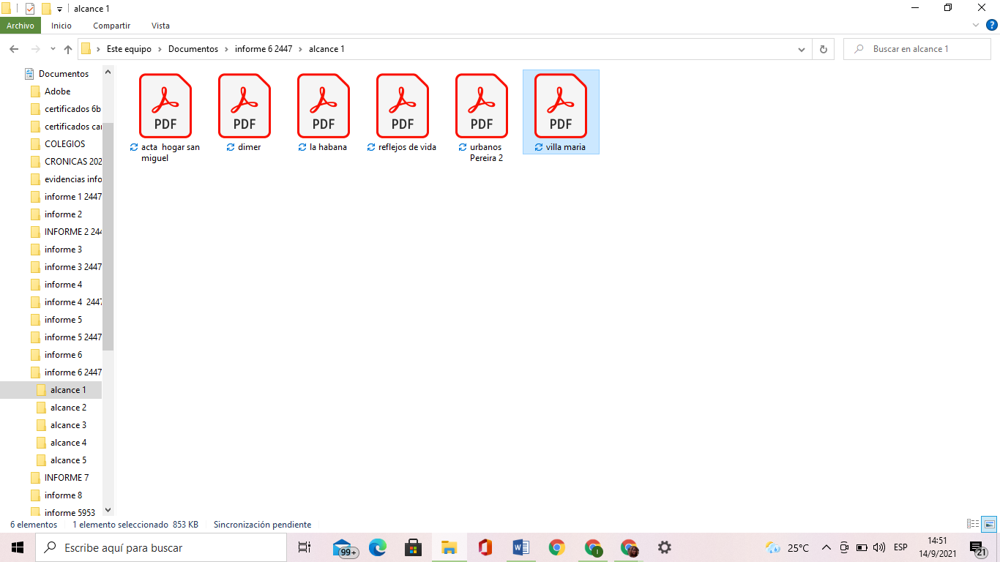 alcance 1
Archivo Inicio Compartir Vista
Este equipo Documentos informe 6 2447 alcance 1
Buscar en alcance 1
Documentos
Adobe
certificados 6b
certificados car
COLEGIOS
CRONICAS 202
evidencias info
informe 1 2447
informe 2
INFORME 2 244
informe 3
informe 3 2447
informe 4
informe 4 2447
informe 5
informe 5 2447
informe 6
informe 6 2447
alcance 1
alcance 2
alcance 3
alcance 4
alcance 5
INFORME 7
informe 8
informe 5953
PDF PDF PDF PDF PDF PDF
acta hogar san
miguel
dimer
la habana
reflejos de vida
urbanos
Pereira 2
villa maria
6 elementos 1 elemento seleccionado 853 KB Sincronización pendiente
Escribe aquí para buscar
99+
25°C
ESP
14:51
14/9/2021
21